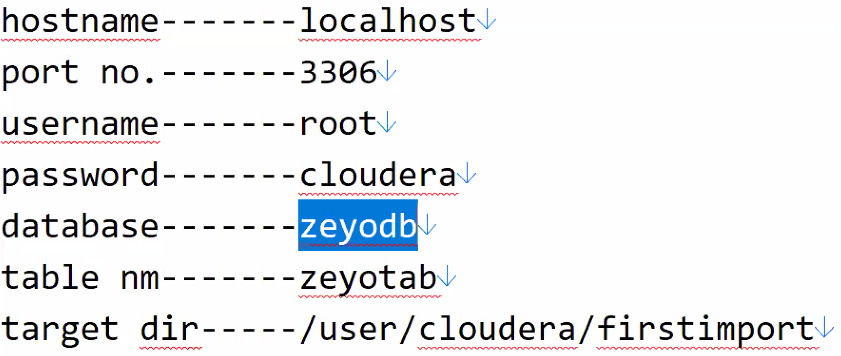 hostname-------localhost
port no.-------3306
username-------root
password-------cloudera
database-------zeyodb
table nm-------zeyotab
target dir-----/user/cloudera/firstimport